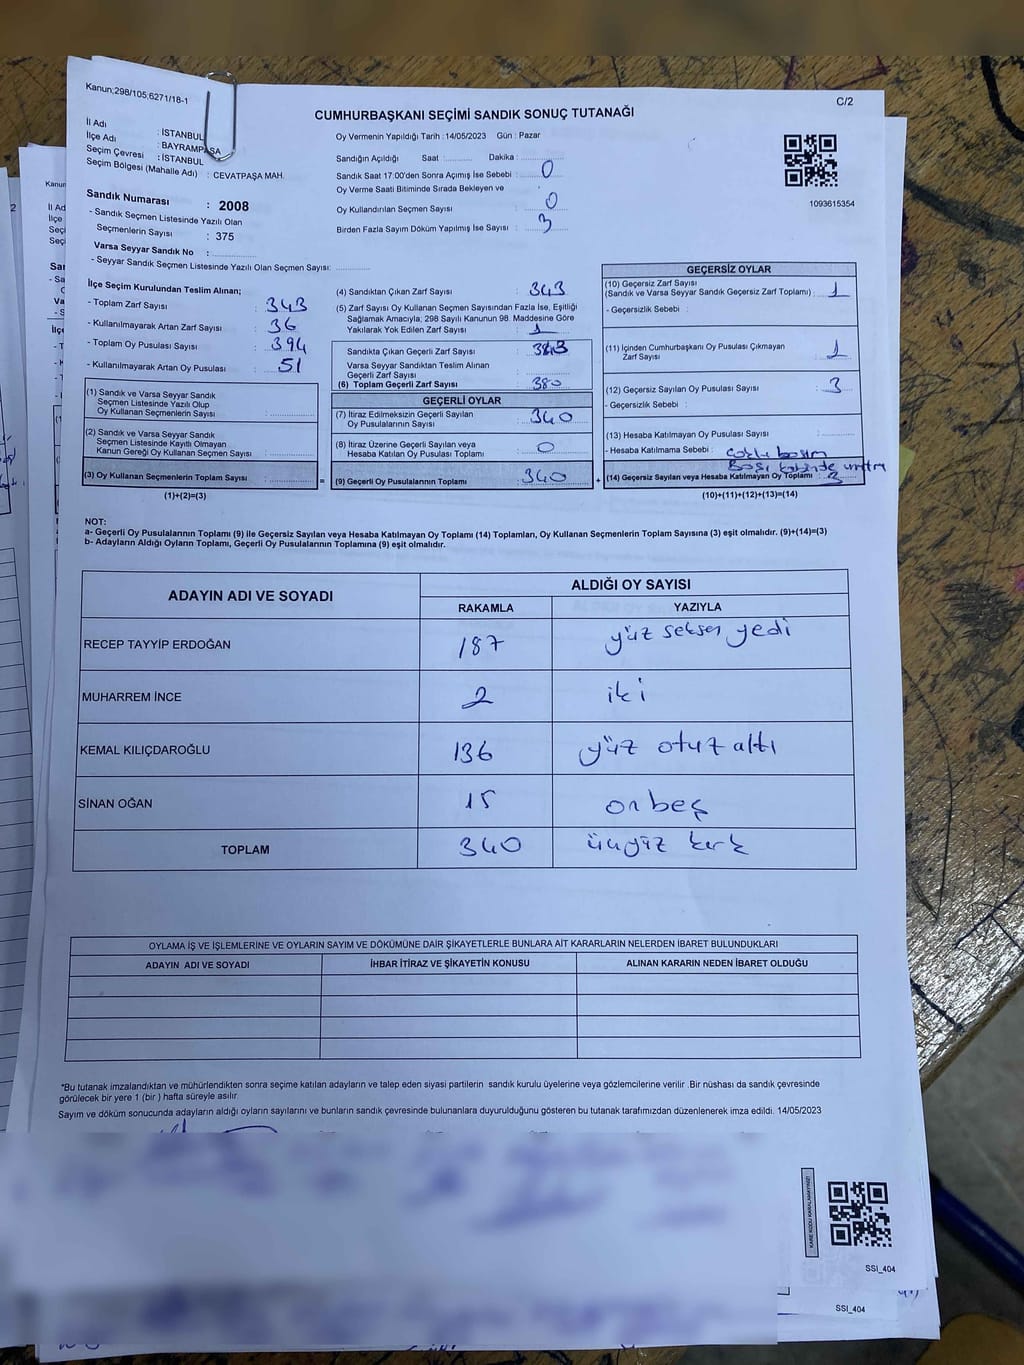 Kanun;298/105;6271/18-1
C/2
CUMHURBAŞKANI SEÇİMİ SANDIK SONUÇ TUTANAĞI
İl Adı : İSTANBUL
İlçe Adı : BAYRAMPAŞA
Seçim Çevresi : İSTANBUL
Seçim Bölgesi (Mahalle Adı) : CEVATPAŞA MAH.
Sandık Numarası : 2008
- Sandık Seçmen Listesinde Yazılı Olan
Seçmenlerin Sayısı : 375
Varsa Seyyar Sandık No :
- Seyyar Sandık Seçmen Listesinde Yazılı Olan Seçmen Sayısı:
Oy Vermenin Yapıldığı Tarih : 14/05/2023 Gün : Pazar
Sandığın Açıldığı Saat : Dakika :
Sandık Saat 17:00'den Sonra Açımış İse Sebebi : 0
Oy Verme Saati Bitiminde Sırada Bekleyen ve
Oy Kullandırılan Seçmen Sayısı : 0
Birden Fazla Sayım Döküm Yapılmış İse Sayısı : 3
1093615354
İlçe Seçim Kurulundan Teslim Alınan;
- Toplam Zarf Sayısı : 343
- Kullanılmayarak Artan Zarf Sayısı : 36
- Toplam Oy Pusulası Sayısı : 394
- Kullanılmayarak Artan Oy Pusulası : 51
(1) Sandık ve Varsa Seyyar Sandık
Seçmen Listesinde Yazılı Olup
Oy Kullanan Seçmenlerin Sayısı :
(2) Sandık ve Varsa Seyyar Sandık
Seçmen Listesinde Kayıtlı Olmayan
Kanun Gereği Oy Kullanan Seçmen Sayısı :
(3) Oy Kullanan Seçmenlerin Toplam Sayısı : =
(1)+(2)=(3)
(4) Sandıktan Çıkan Zarf Sayısı : 343
(5) Zarf Sayısı Oy Kullanan Seçmen Sayısından Fazla İse, Eşitliği
Sağlamak Amacıyla; 298 Sayılı Kanunun 98. Maddesine Göre
Yakılarak Yok Edilen Zarf Sayısı : 1
Sandıkta Çıkan Geçerli Zarf Sayısı :
Varsa Seyyar Sandıktan Teslim Alınan
Geçerli Zarf Sayısı :
(6) Toplam Geçerli Zarf Sayısı : 380
GEÇERLİ OYLAR
(7) İtiraz Edilmeksizin Geçerli Sayılan
Oy Pusulalarının Sayısı : 340
(8) İtiraz Üzerine Geçerli Sayılan veya
Hesaba Katılan Oy Pusulası Toplamı : 0
(9) Geçerli Oy Pusulalarının Toplamı : 340 +
GEÇERSİZ OYLAR
(10) Geçersiz Zarf Sayısı
(Sandık ve Varsa Seyyar Sandık Geçersiz Zarf Toplamı) : 1
- Geçersizlik Sebebi :
(11) İçinden Cumhurbaşkanı Oy Pusulası Çıkmayan
Zarf Sayısı : 1
(12) Geçersiz Sayılan Oy Pusulası Sayısı : 3
- Geçersizlik Sebebi :
(13) Hesaba Katılmayan Oy Pusulası Sayısı :
- Hesaba Katılmama Sebebi :
(14) Geçersiz Sayılan veya Hesaba Katılmayan Oy Toplamı : 3
(10)+(11)+(12)+(13)=(14)
NOT:
a- Geçerli Oy Pusulalarının Toplamı (9) ile Geçersiz Sayılan veya Hesaba Katılmayan Oy Toplamı (14) Toplamları, Oy Kullanan Seçmenlerin Toplam Sayısına (3) eşit olmalıdır. (9)+(14)=(3)
b- Adayların Aldığı Oyların Toplamı, Geçerli Oy Pusulalarının Toplamına (9) eşit olmalıdır.
ADAYIN ADI VE SOYADI
ALDIĞI OY SAYISI
RAKAMLA YAZIYLA
RECEP TAYYİP ERDOĞAN 187 yüz seksen yedi
MUHARREM İNCE 2 iki
KEMAL KILIÇDAROĞLU 136 yüz otuz altı
SİNAN OĞAN 15 onbeş
TOPLAM 340 üçyüz kırk
OYLAMA İŞ VE İŞLEMLERİNE VE OYLARIN SAYIM VE DÖKÜMÜNE DAİR ŞİKAYETLERLE BUNLARA AİT KARARLARIN NELERDEN İBARET BULUNDUKLARI
ADAYIN ADI VE SOYADI İHBAR İTİRAZ VE ŞİKAYETİN KONUSU ALINAN KARARIN NEDEN İBARET OLDUĞU
*Bu tutanak imzalandıktan ve mühürlendikten sonra seçime katılan adayların ve talep eden siyasi partilerin sandık kurulu üyelerine veya gözlemcilerine verilir .Bir nüshası da sandık çevresinde
görülecek bir yere 1 (bir ) hafta süreyle asılır.
Sayım ve döküm sonucunda adayların aldığı oyların sayılarını ve bunların sandık çevresinde bulunanlara duyurulduğunu gösteren bu tutanak tarafımızdan düzenlenerek imza edildi. 14/05/2023
KARE KODU KARALAMAYINIZ!
SSI_404
SSI_404